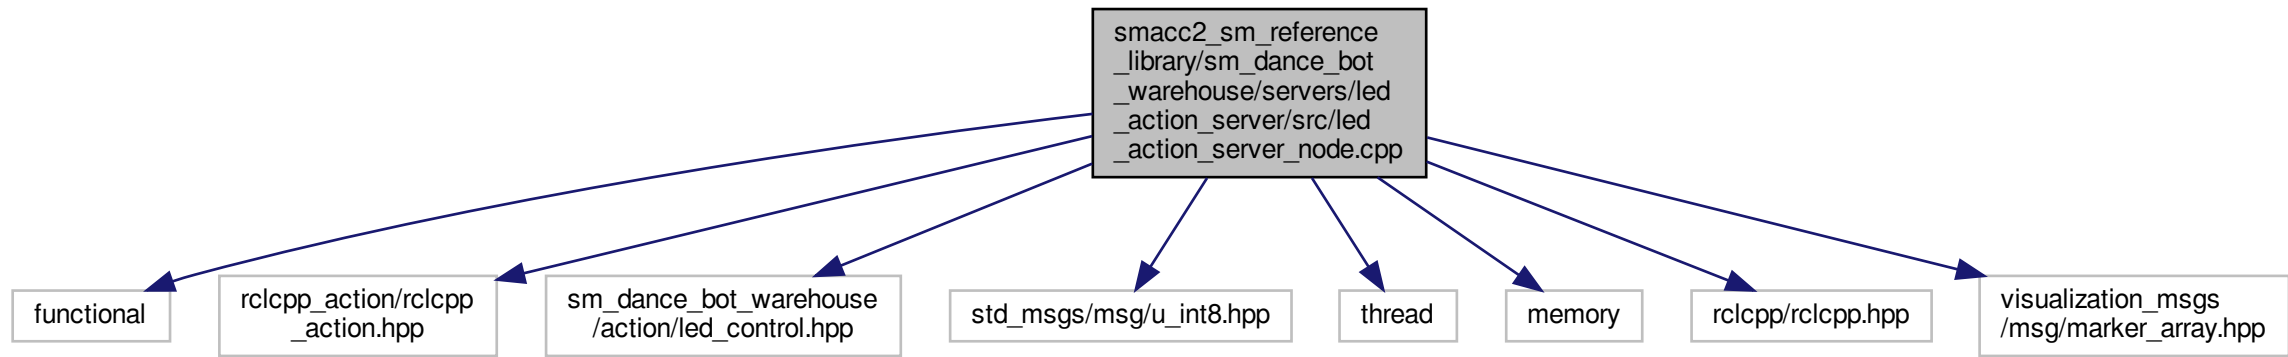 smacc2_sm_reference
_library/sm_dance_bot
_warehouse/servers/led
_action_server/src/led
_action_server_node.cpp
functional
rclcpp_action/rclcpp
_action.hpp
sm_dance_bot_warehouse
/action/led_control.hpp
std_msgs/msg/u_int8.hpp
thread
memory
rclcpp/rclcpp.hpp
visualization_msgs
/msg/marker_array.hpp